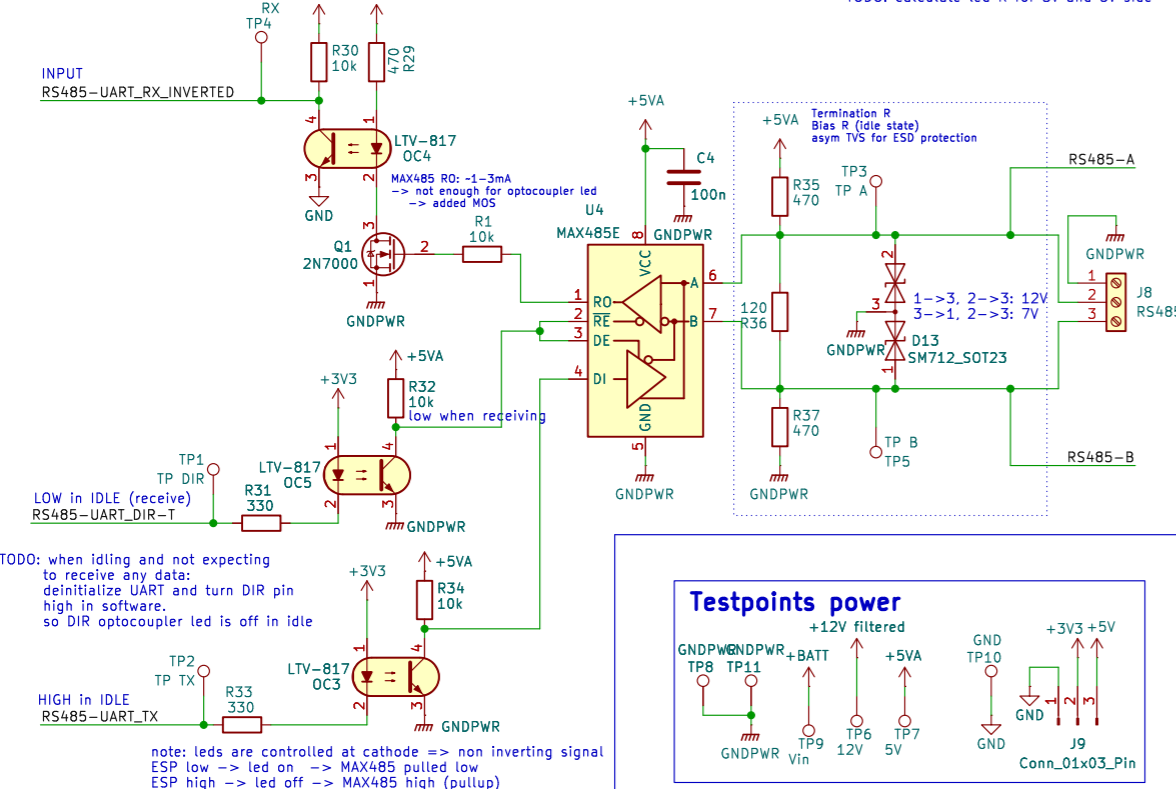 RX
TP4
R30
10k
470
R29
INPUT
RS485-UART_RX_INVERTED
4
1
LTV-817
OC4
3
2
GND
MAX485 RO: ~1-3mA
-> not enough for optocoupler led
-> added MOS
R1
10k
3
Q1
2N7000
2
1
GNDPWR
+5VA
C4
100n
GNDPWR
U4
MAX485E
8
VCC
1
RO
2
RE
3
DE
4
DI
A
6
B
7
GND
5
GNDPWR
+5VA
Termination R
Bias R (idle state)
asym TVS for ESD protection
R35
470
TP3
TP A
RS485-A
120
R36
2
3
1
1->3, 2->3: 12V
3->1, 2->3: 7V
GNDPWR
D13
SM712_SOT23
GNDPWR
1
2
3
J8
R37
470
GNDPWR
TP B
TP5
RS485-B
+5VA
R32
10k
low when receiving
+3V3
1
4
LTV-817
OC5
2
3
GNDPWR
TP1
TP DIR
R31
330
LOW in IDLE (receive)
RS485-UART_DIR-T
TODO: when idling and not expecting
to receive any data:
deinitialize UART and turn DIR pin
high in software.
so DIR optocoupler led is off in idle
+5VA
R34
10k
+3V3
1
4
LTV-817
OC3
2
3
GNDPWR
TP2
TP TX
R33
330
HIGH in IDLE
RS485-UART_TX
note: leds are controlled at cathode => non inverting signal
ESP low -> led on -> MAX485 pulled low
ESP high -> led off -> MAX485 high (pullup)
Testpoints power
GNDPWR
TP8
GNDPWR
TP11
GNDPWR
+BATT
TP9
Vin
+12V filtered
TP6
12V
+5VA
TP7
5V
GND
TP10
GND
+3V3
+5V
GND
1
2
3
J9
Conn_01x03_Pin